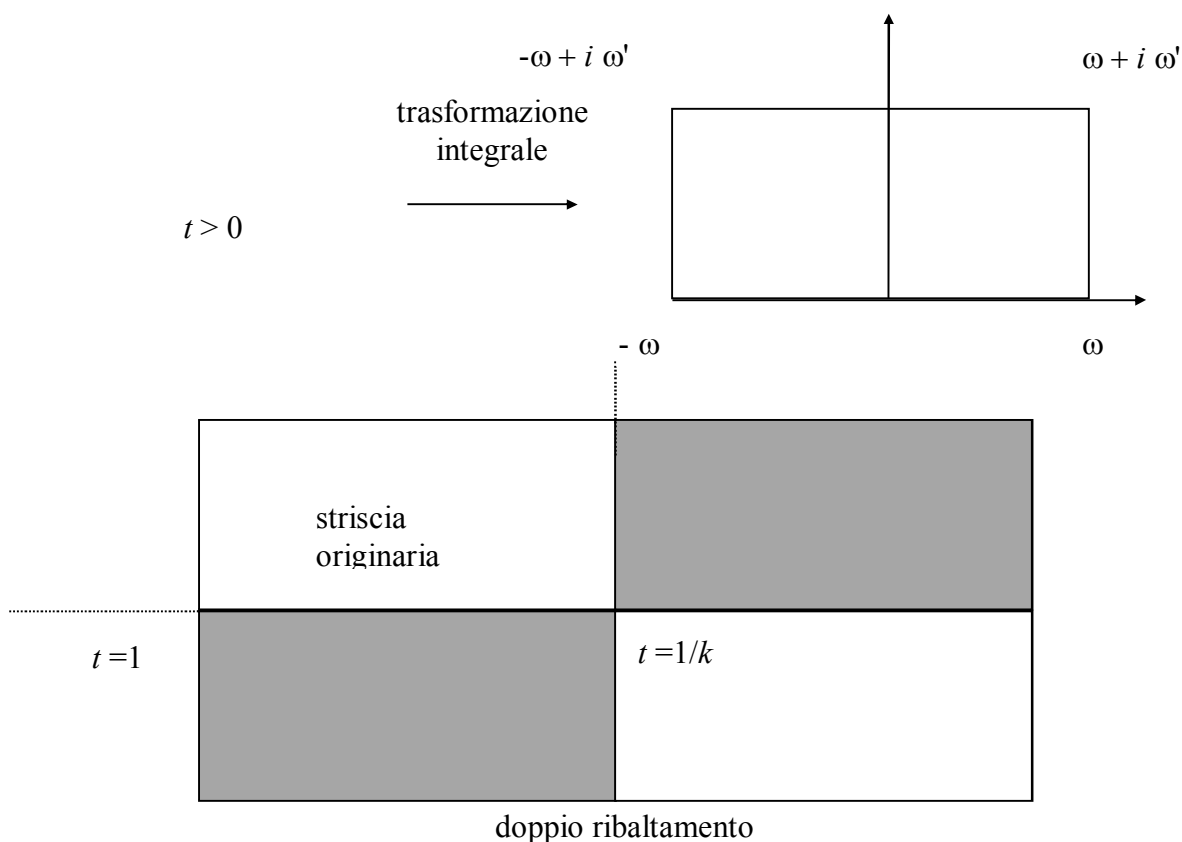 -ω + i ω'
ω + i ω'
trasformazione
integrale
t > 0
- ω
ω
striscia
originaria
t =1
t =1/k
doppio ribaltamento